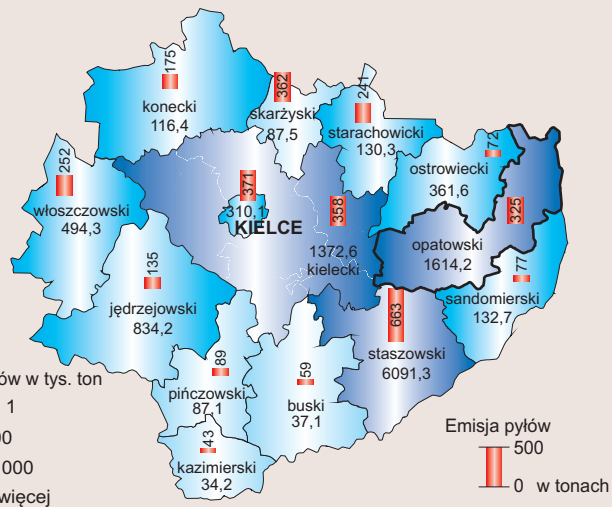 175
konecki
116,4
362
skarżyski
87,5
241
starachowicki
130,3
72
ostrowiecki
361,6
252
włoszczowski
494,3
371
310,1
KIELCE
358
1372,6
kielecki
325
opatowski
1614,2
77
sandomierski
132,7
135
jędrzejowski
834,2
663
staszowski
6091,3
89
pińczowski
87,1
59
buski
37,1
43
kazimierski
34,2
ów w tys. ton
1
00
000
więcej
Emisja pyłów
500
0 w tonach